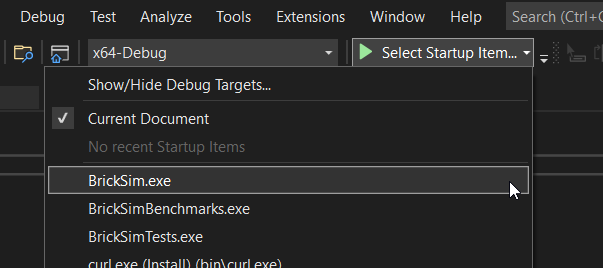 Debug Test Analyze Tools Extensions Window Help Search (Ctrl+
x64-Debug Select Startup Item...
Show/Hide Debug Targets...
Current Document
No recent Startup Items
BrickSim.exe
BrickSimBenchmarks.exe
BrickSimTests.exe
curl.exe (Install) (bin\curl.exe)